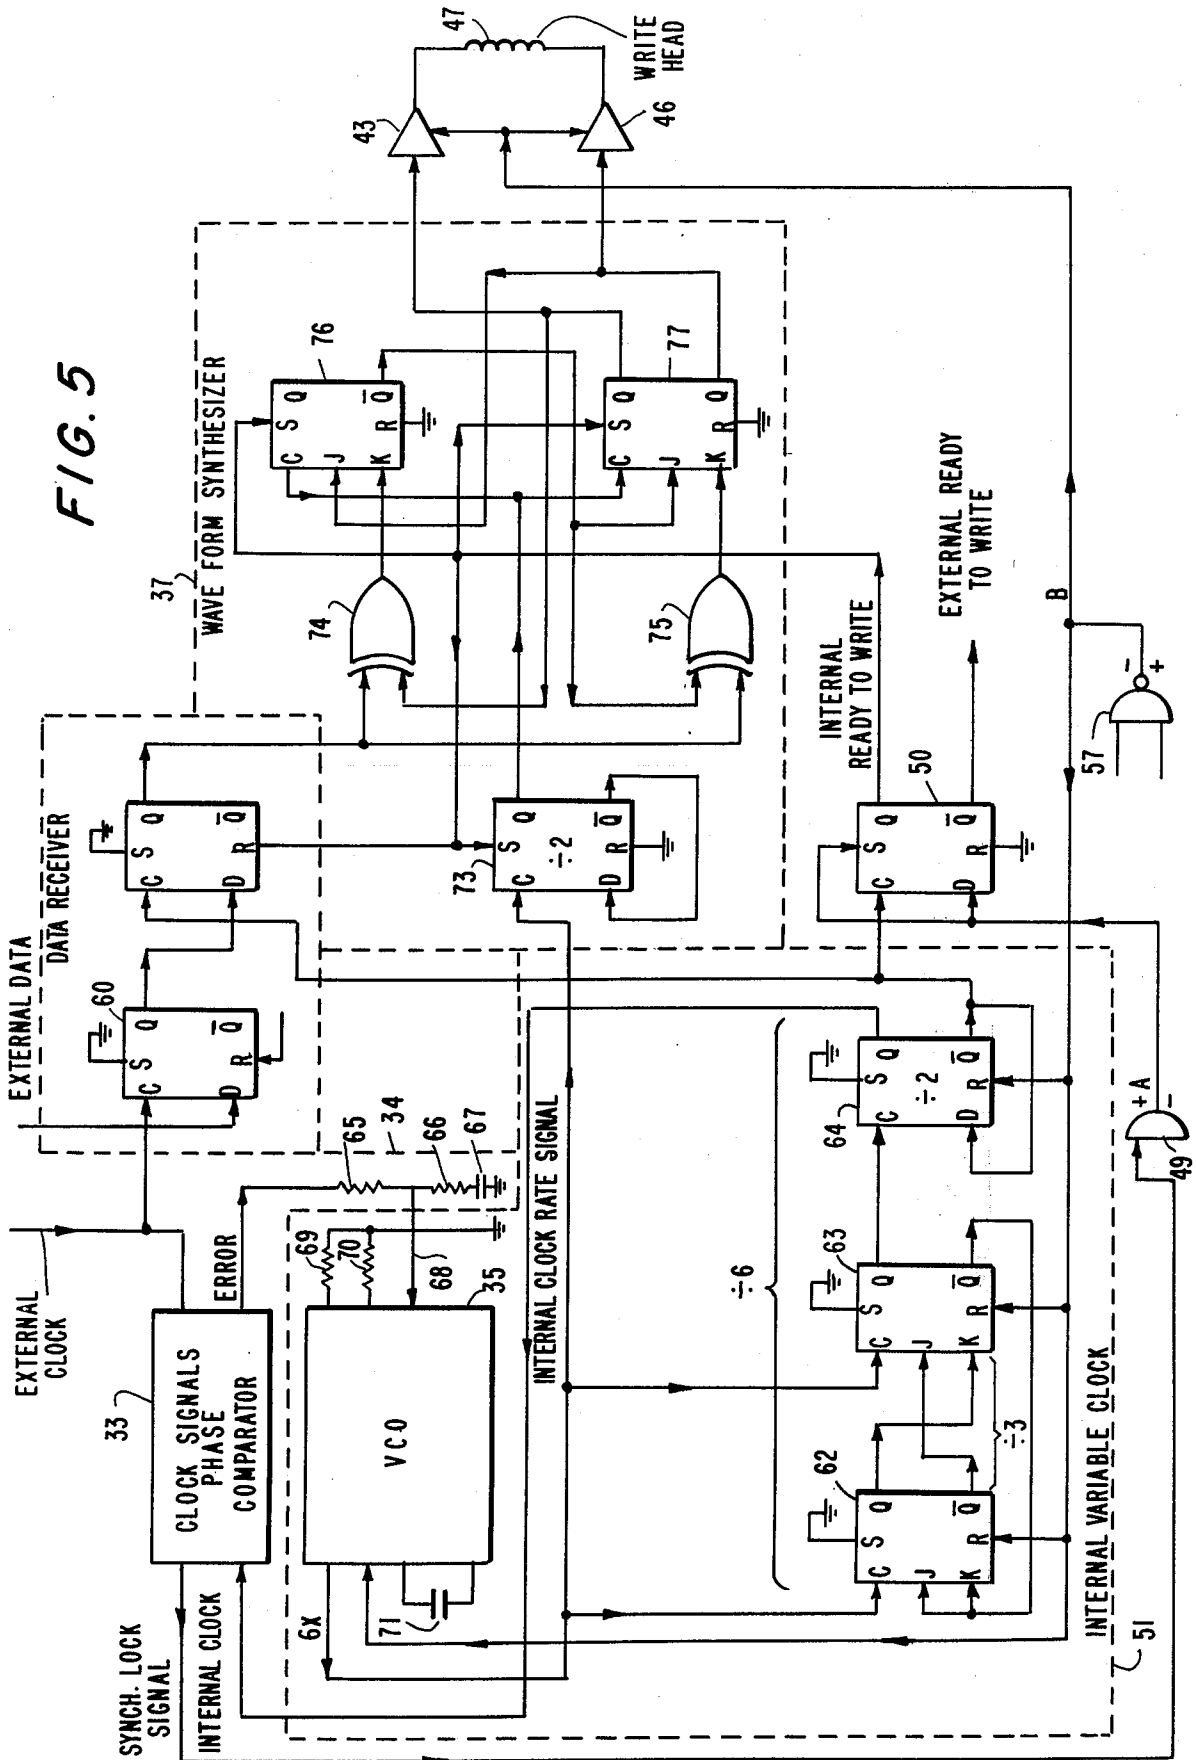 FIG. 5
EXTERNAL
CLOCK
EXTERNAL DATA
33
CLOCK SIGNALS
PHASE
COMPARATOR
SYNCH. LOCK
SIGNAL
INTERNAL CLOCK
ERROR
65
66
67
34
60
C
S
Q
D
R
Q̄
DATA RECEIVER
C
S
Q
D
R
Q̄
37
WAVE FORM SYNTHESIZER
74
75
C
S
Q
J
K
R
Q̄
76
C
S
Q
J
K
R
Q
77
43
46
47
WRITE
HEAD
73
C
S
Q
÷2
D
R
Q̄
6X
VCO
69
70
68
35
71
INTERNAL CLOCK RATE SIGNAL
÷6
62
C
S
Q
J
K
R
Q̄
÷3
63
C
S
Q
J
K
R
Q
64
C
S
Q
÷2
D
R
Q̄
50
C
S
Q
D
R
Q̄
INTERNAL
READY TO WRITE
EXTERNAL READY
TO WRITE
INTERNAL VARIABLE CLOCK
51
49
+A
−
57
−
+
B